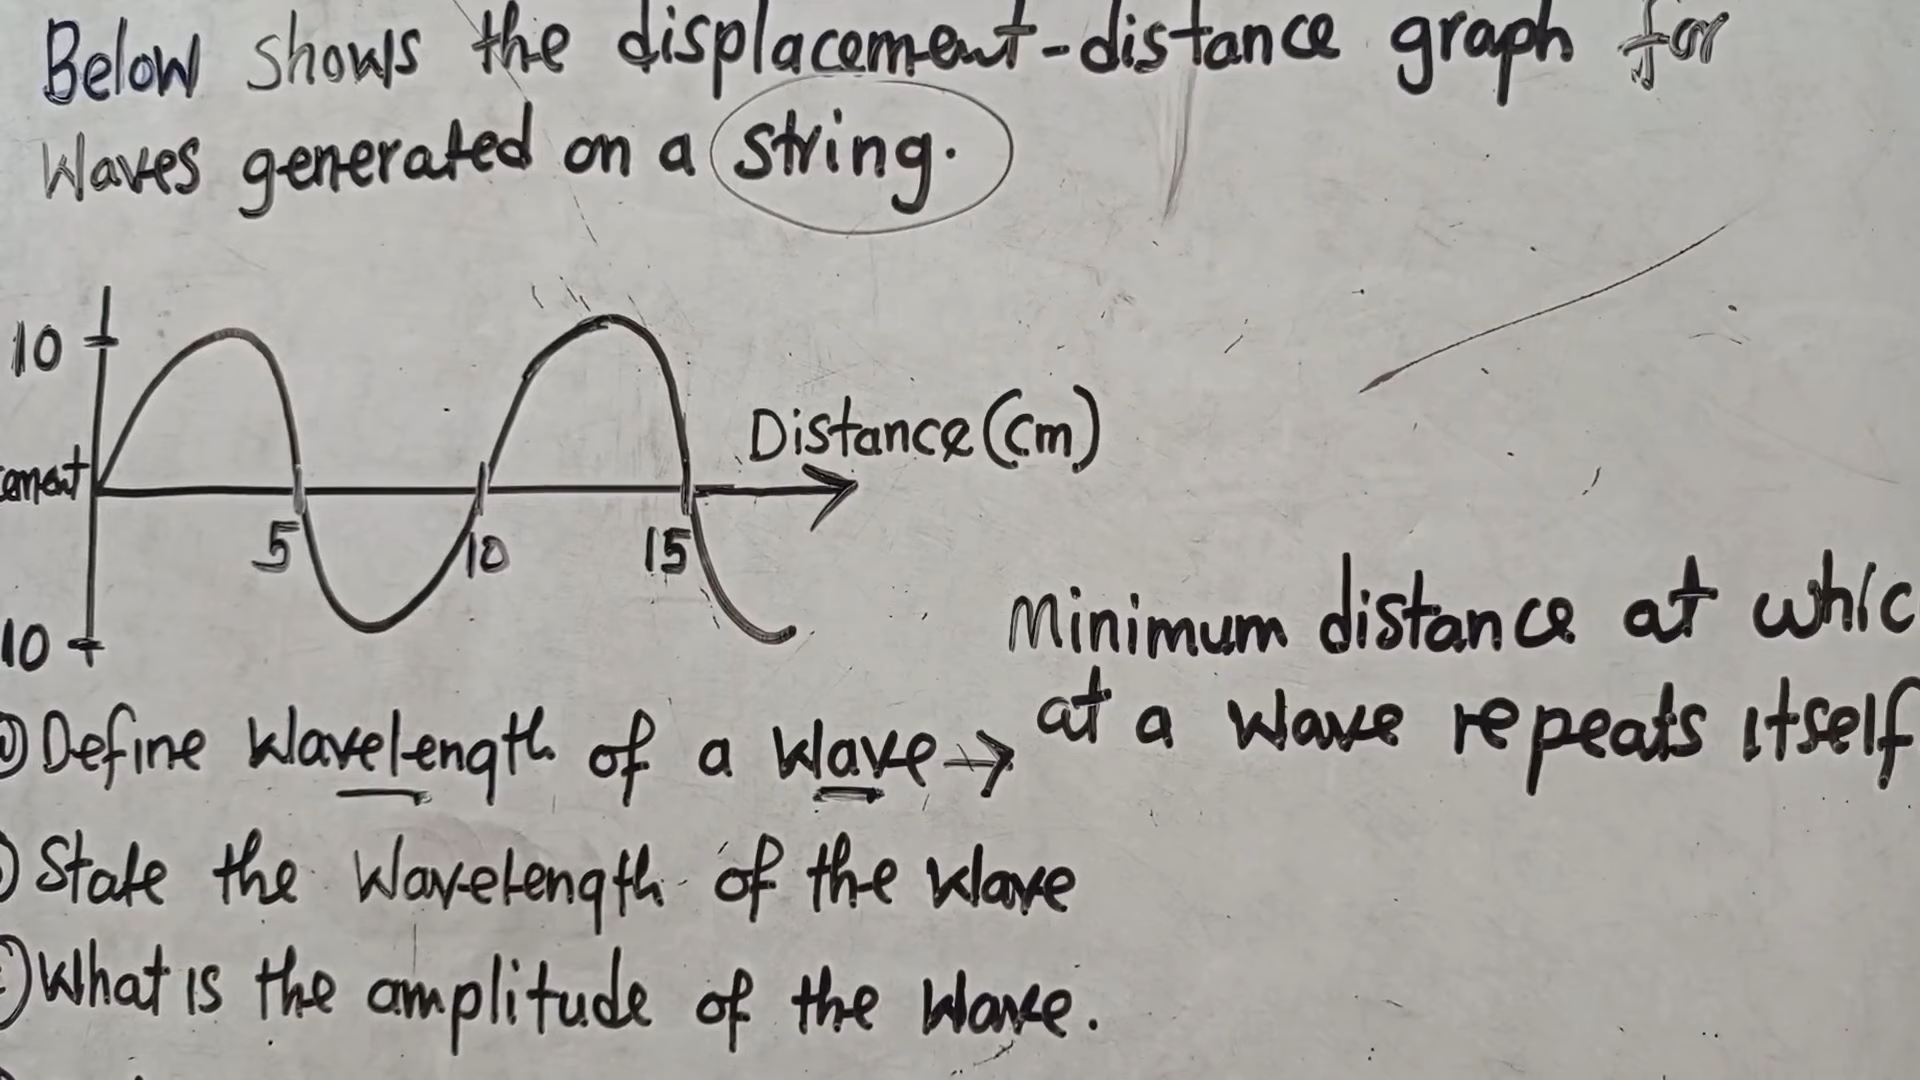 Below shows the displacement-distance graph for
Waves generated on a string.
10
Distance (cm)
ement
5 10 15
10
Minimum distance at whic
at a wave repeats itself
Define Wavelength of a wave →
State the Wavelength of the wave
What is the amplitude of the wave.